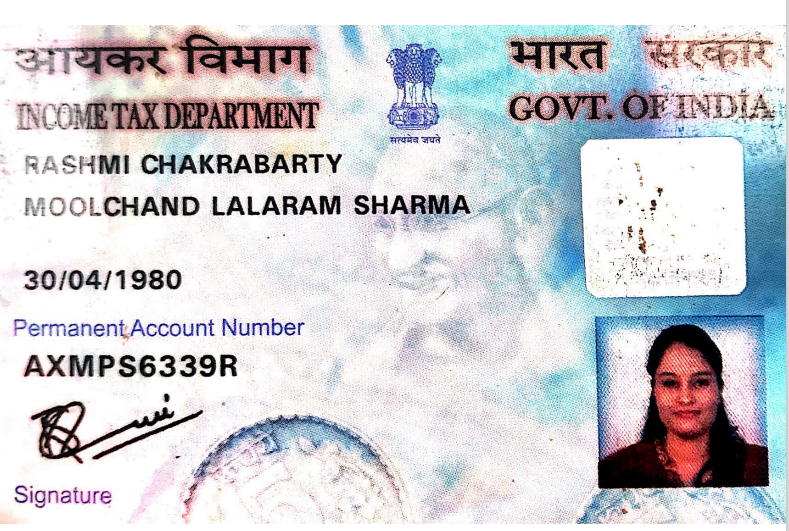 आयकर विभाग
भारत सरकार
INCOME TAX DEPARTMENT
GOVT. OF INDIA
सत्यमेव जयते
RASHMI CHAKRABARTY
MOOLCHAND LALARAM SHARMA
30/04/1980
Permanent Account Number
AXMPS6339R
Signature